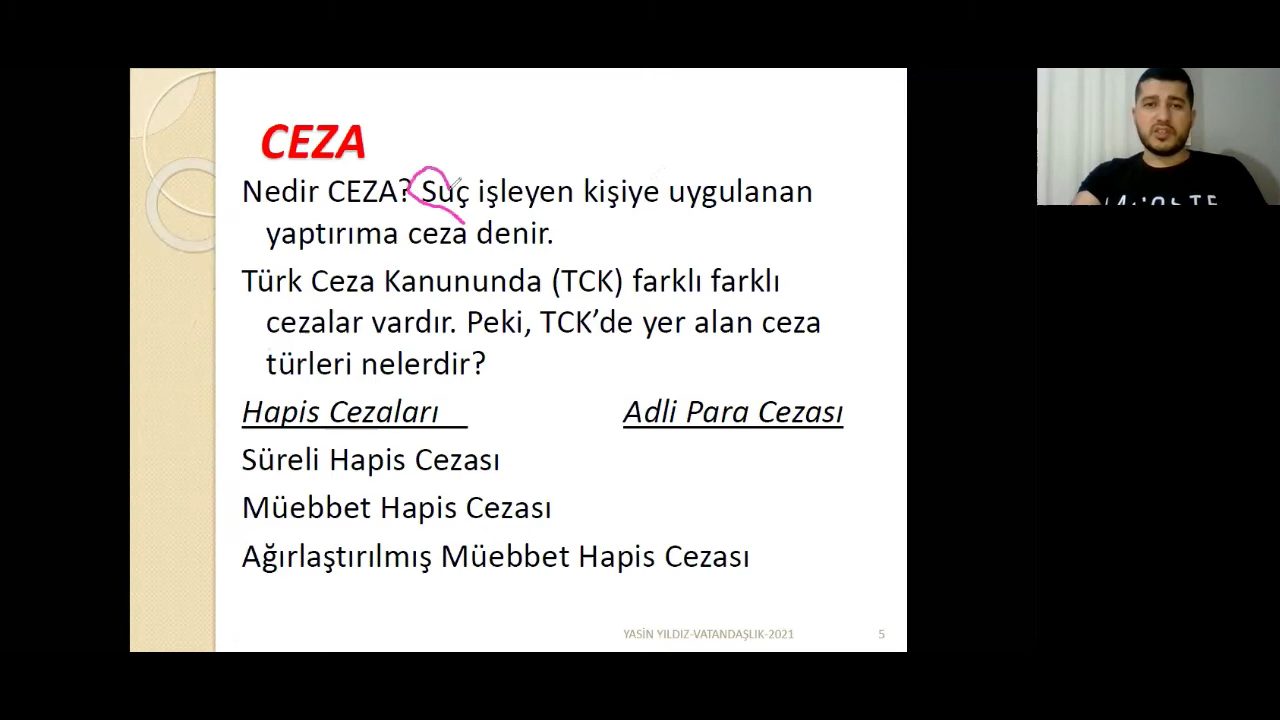 CEZA
Nedir CEZA? Suç işleyen kişiye uygulanan
yaptırıma ceza denir.
Türk Ceza Kanununda (TCK) farklı farklı
cezalar vardır. Peki, TCK’de yer alan ceza
türleri nelerdir?
Hapis Cezaları Adli Para Cezası
Süreli Hapis Cezası
Müebbet Hapis Cezası
Ağırlaştırılmış Müebbet Hapis Cezası
YASİN YILDIZ-VATANDAŞLIK-2021 5